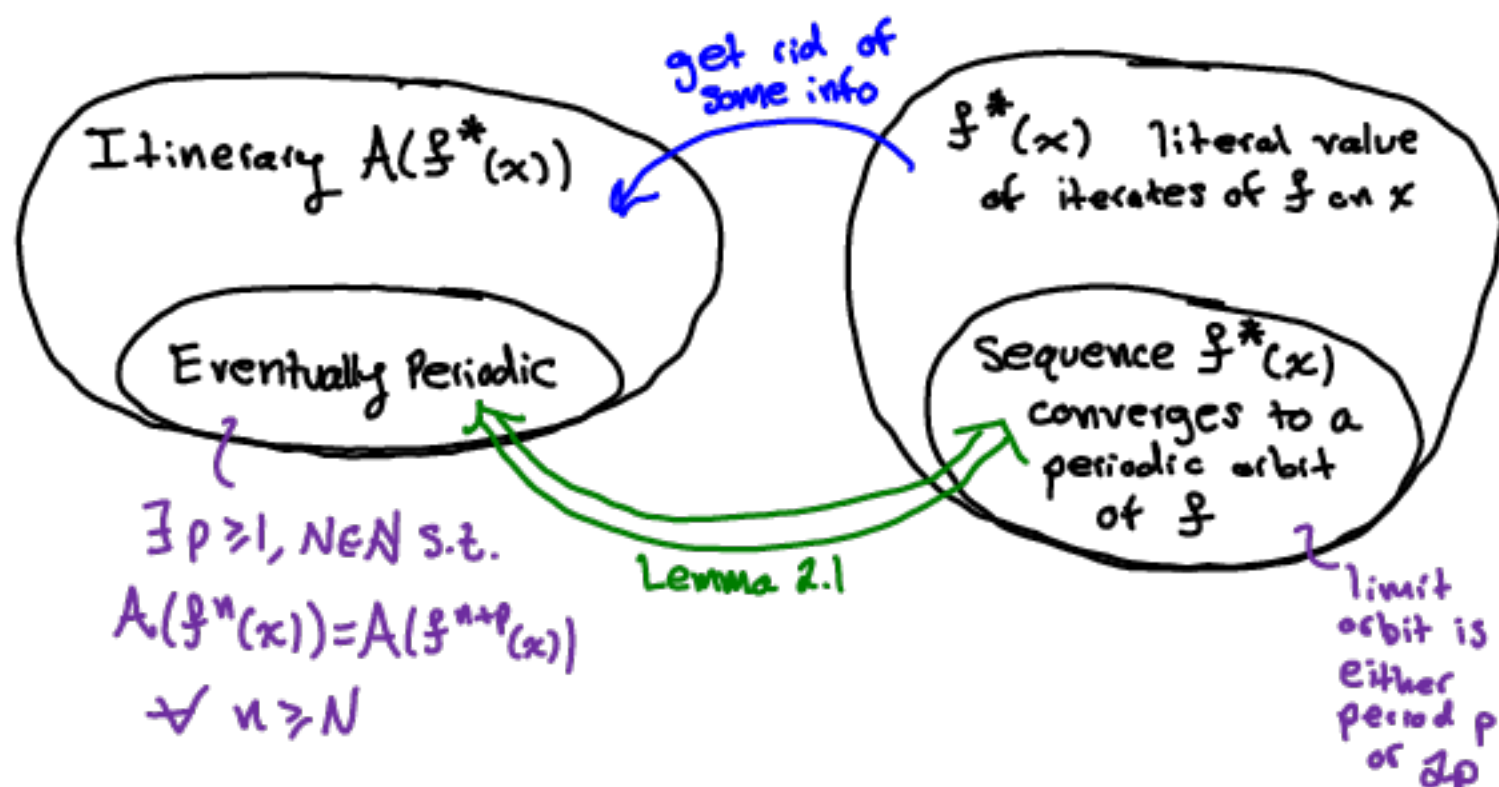 get rid of
some info
Itinerary A(f*(x))
f*(x) literal value
of iterates of f on x
Eventually Periodic
Sequence f*(x)
converges to a
periodic orbit
of f
Lemma 2.1
∃ p ≥ 1, N ∈ ℕ s.t.
A(f^n(x)) = A(f^{n+p}(x))
∀ n ≥ N
limit
orbit is
either
period p
or 2p